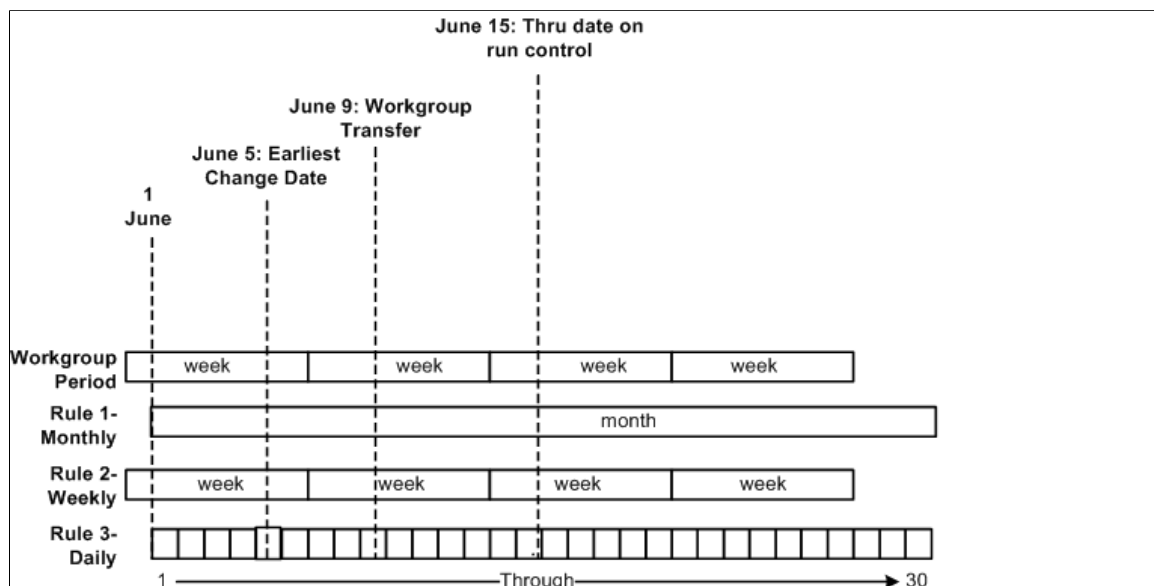 June 15: Thru date on
run control
June 9: Workgroup
Transfer
June 5: Earliest
Change Date
1
June
Workgroup
Period
week week week week
Rule 1-
Monthly
month
Rule 2-
Weekly
week week week week
Rule 3-
Daily
1 Through 30